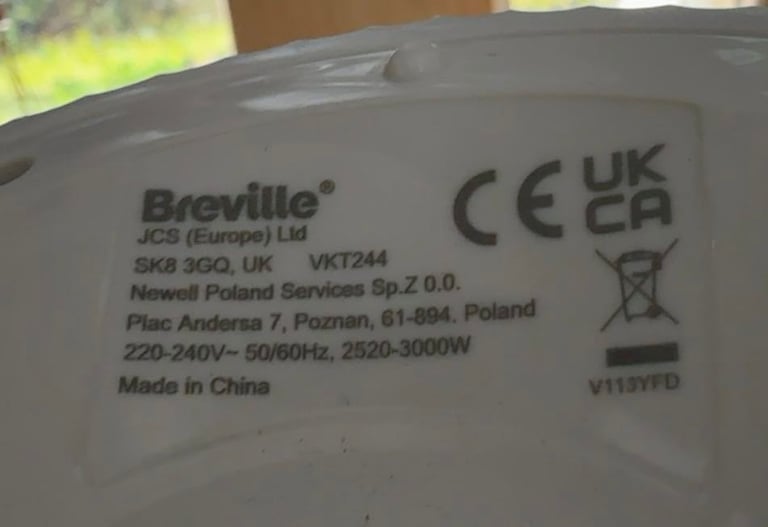 Breville®
JCS (Europe) Ltd
SK8 3GQ, UK VKT244
Newell Poland Services Sp.Z 0.0.
Plac Andersa 7, Poznan, 61-894. Poland
220-240V~ 50/60Hz, 2520-3000W
Made in China
CE
UK
CA
V113YFD